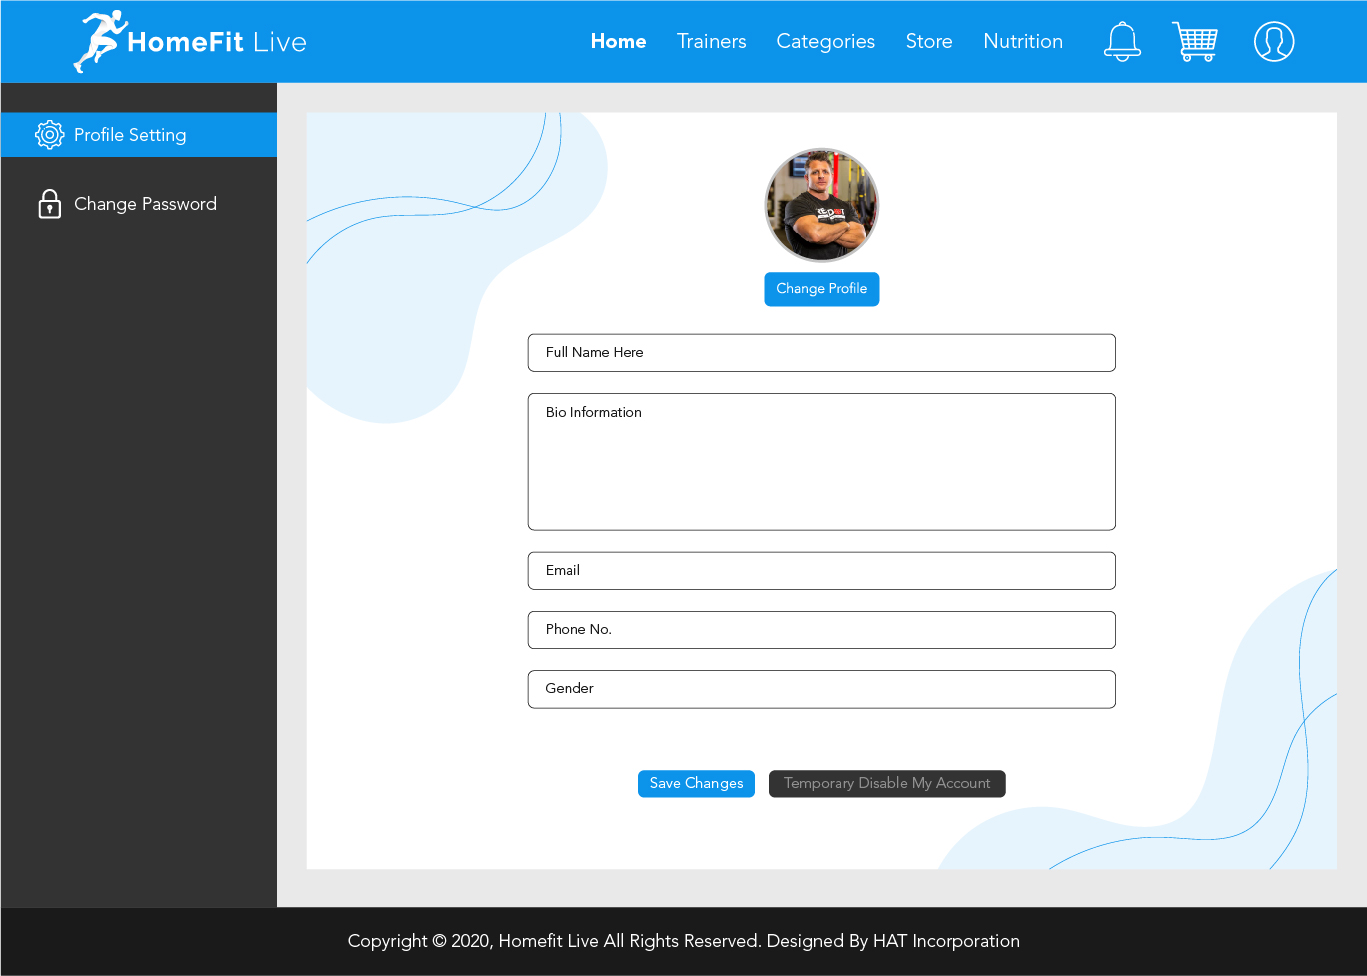 HomeFit Live
Home Trainers Categories Store Nutrition
Profile Setting
Change Password
Change Profile
Full Name Here
Bio Information
Email
Phone No.
Gender
Save Changes Temporary Disable My Account
Copyright © 2020, Homefit Live All Rights Reserved. Designed By HAT Incorporation